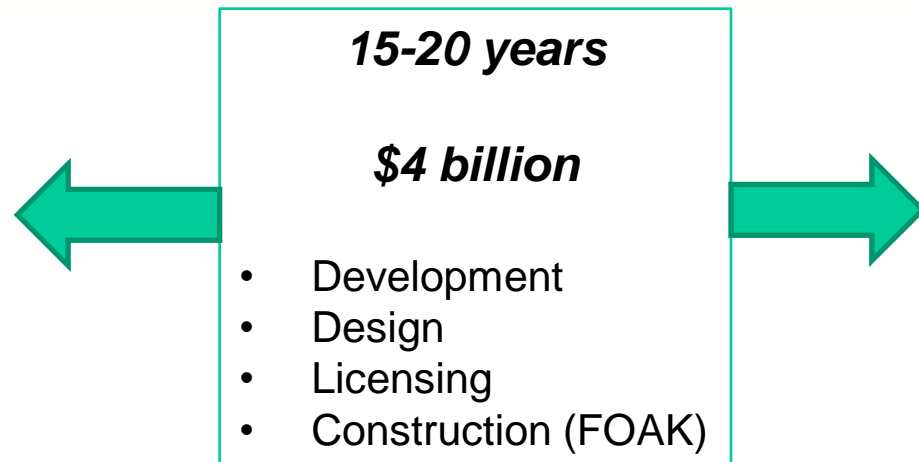 15-20 years
$4 billion
• Development
• Design
• Licensing
• Construction (FOAK)